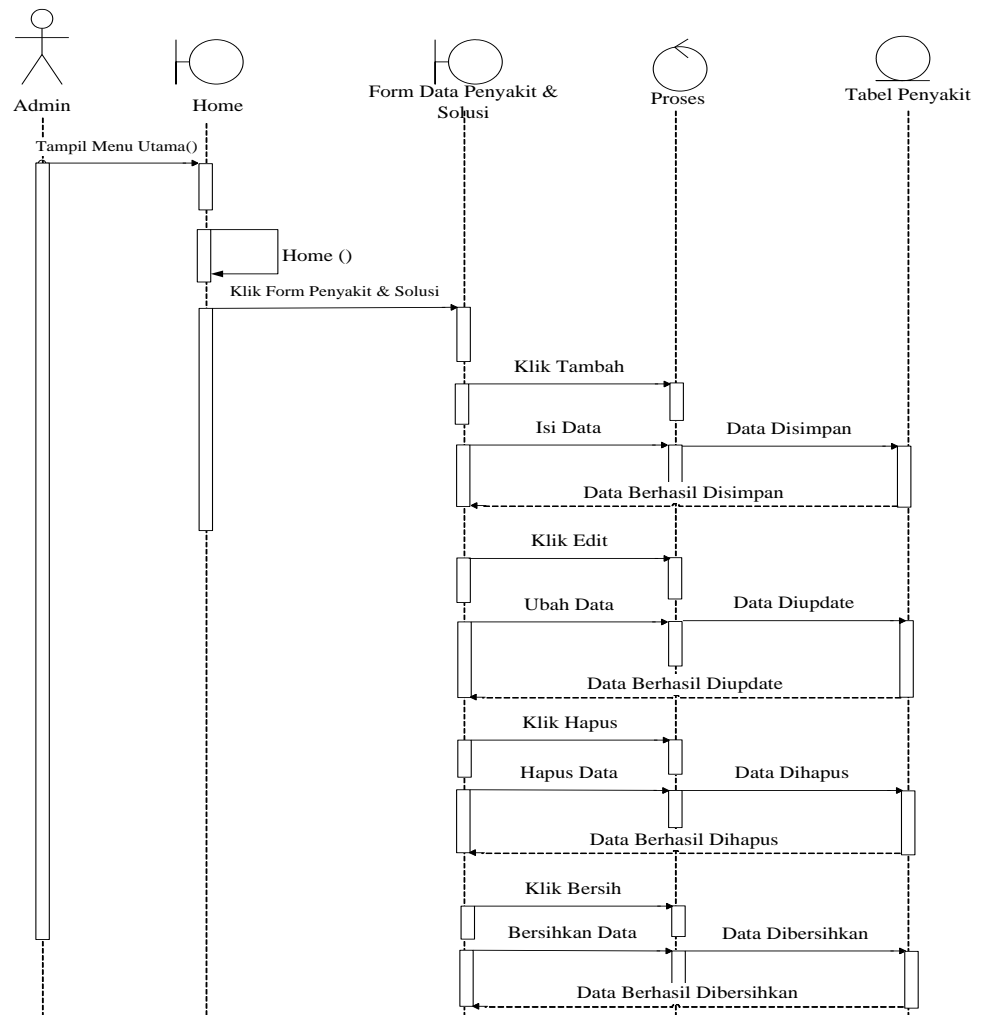 Admin
Home
Form Data Penyakit &
Solusi
Proses
Tabel Penyakit
Tampil Menu Utama()
Home ()
Klik Form Penyakit & Solusi
Klik Tambah
Isi Data
Data Disimpan
Data Berhasil Disimpan
Klik Edit
Ubah Data
Data Diupdate
Data Berhasil Diupdate
Klik Hapus
Hapus Data
Data Dihapus
Data Berhasil Dihapus
Klik Bersih
Bersihkan Data
Data Dibersihkan
Data Berhasil Dibersihkan